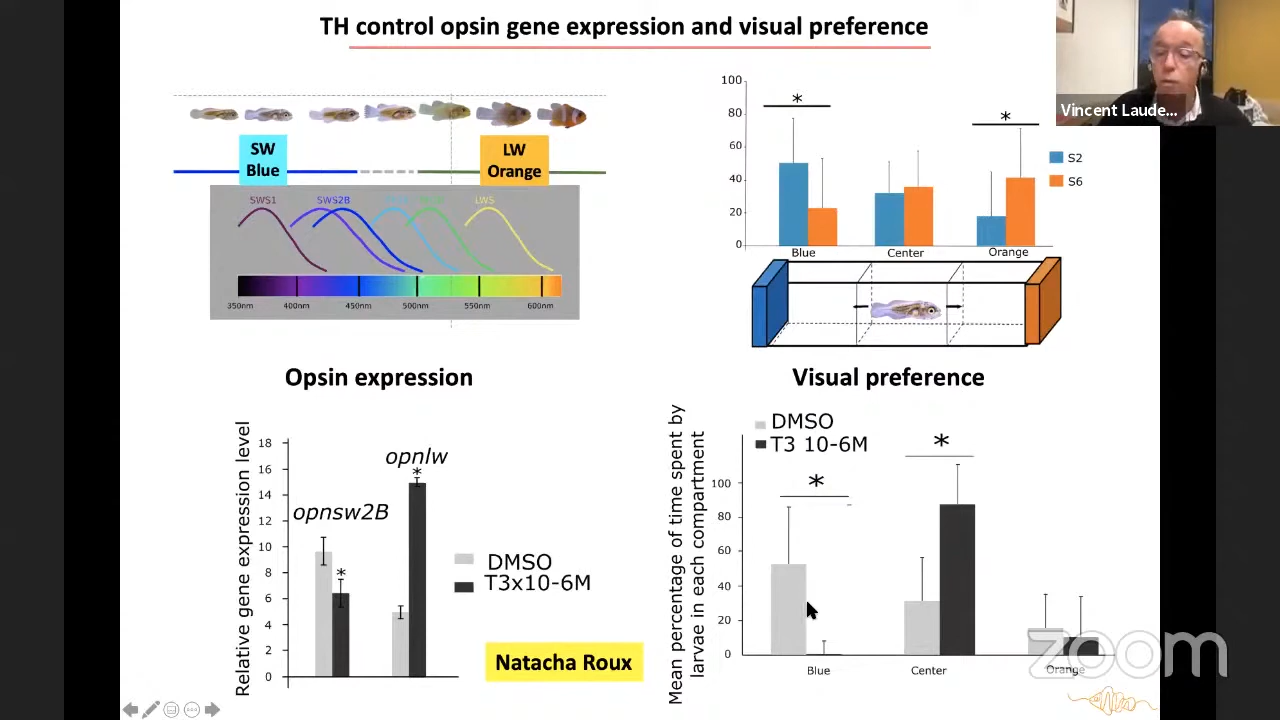 TH control opsin gene expression and visual preference
Vincent Laude...
SW
Blue
LW
Orange
SWS1
SWS2B
LWS
350nm
400nm
450nm
500nm
550nm
600nm
100
80
60
40
20
0
*
*
S2
S6
Blue
Center
Orange
Opsin expression
Visual preference
Relative gene expression level
18
16
14
12
10
8
6
4
2
0
opnsw2B
*
opnlw
*
DMSO
T3x10-6M
Natacha Roux
Mean percentage of time spent by
larvae in each compartment
DMSO
T3 10-6M
*
*
100
80
60
40
20
0
Blue
Center
Orange
zoom